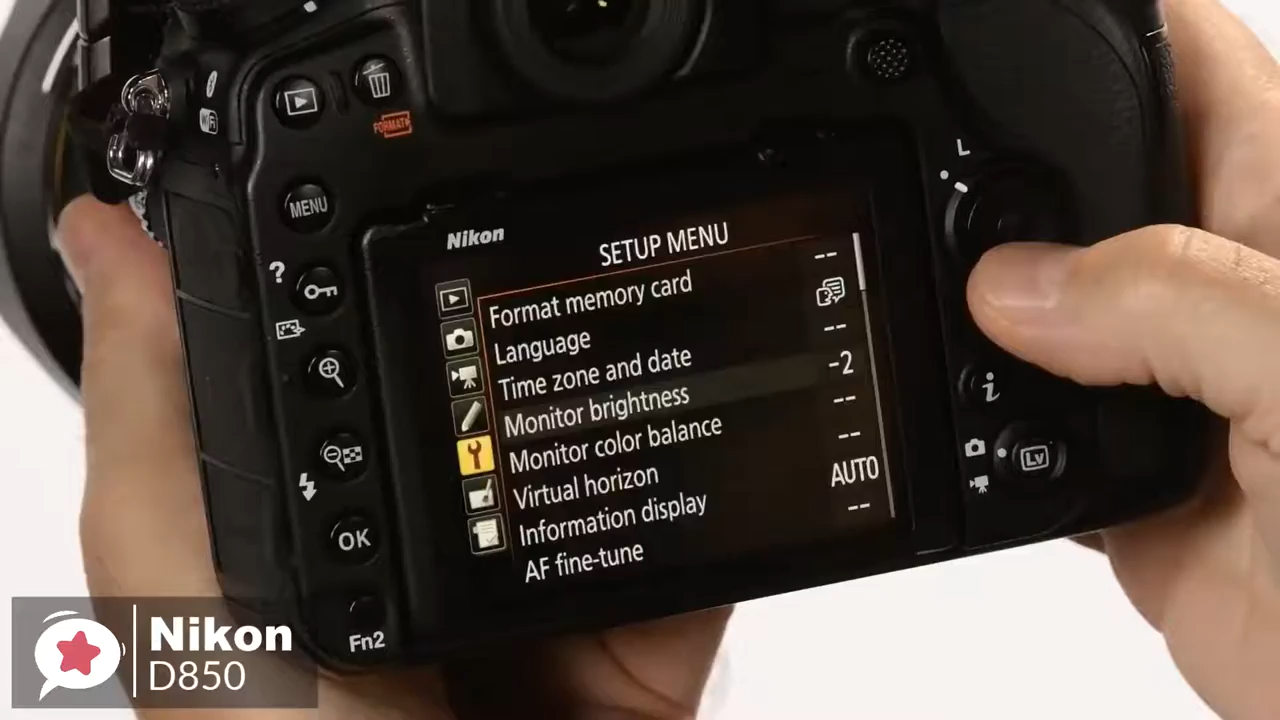 WiFi
FORMAT
L
MENU
?
Nikon
SETUP MENU
Format memory card --
Language
Time zone and date --
Monitor brightness -2
Monitor color balance --
Virtual horizon --
Information display AUTO
AF fine-tune --
i
Lv
OK
Fn2
Nikon
D850